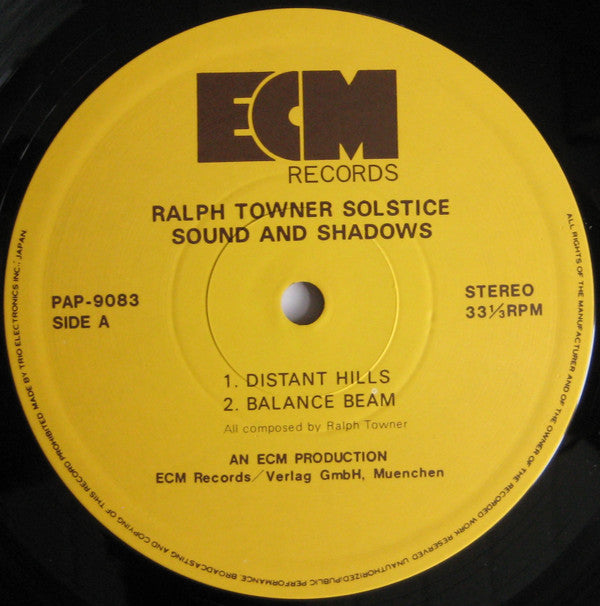 ECM
RECORDS
RALPH TOWNER SOLSTICE
SOUND AND SHADOWS
PAP-9083
SIDE A
STEREO
33⅓RPM
1. DISTANT HILLS
2. BALANCE BEAM
All composed by Ralph Towner
AN ECM PRODUCTION
ECM Records/Verlag GmbH, Muenchen
ALL RIGHTS OF THE MANUFACTURER AND OF THE OWNER OF THE RECORDED WORK RESERVED UNAUTHORIZED PUBLIC PERFORMANCE BROADCASTING AND COPYING OF THIS RECORD PROHIBITED MADE BY TRIO ELECTRONICS INC., JAPAN